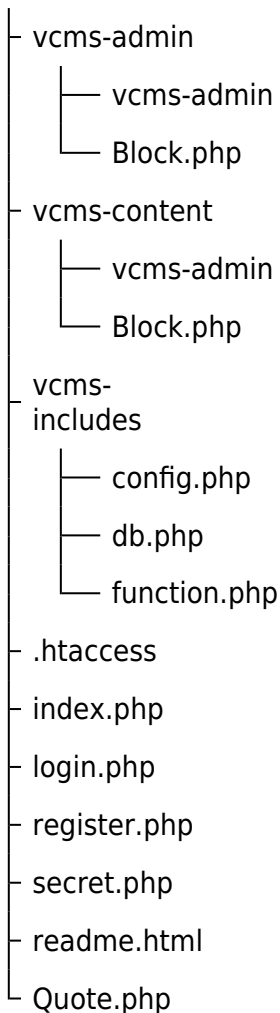 vcms-admin
vcms-admin
Block.php
vcms-content
vcms-admin
Block.php
vcms-
includes
config.php
db.php
function.php
.htaccess
index.php
login.php
register.php
secret.php
readme.html
Quote.php